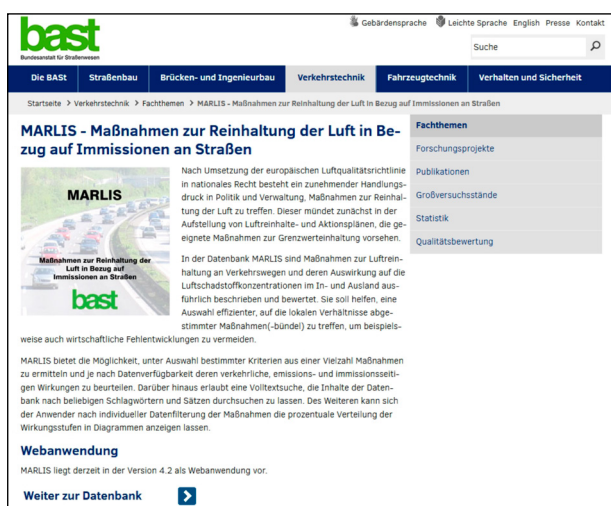 bast
Bundesanstalt für Straßenwesen
Gebärdensprache Leichte Sprache English Presse Kontakt
Suche
Die BASt Straßenbau Brücken- und Ingenieurbau Verkehrstechnik Fahrzeugtechnik Verhalten und Sicherheit
Startseite > Verkehrstechnik > Fachthemen > MARLIS - Maßnahmen zur Reinhaltung der Luft in Bezug auf Immissionen an Straßen
MARLIS - Maßnahmen zur Reinhaltung der Luft in Be-
zug auf Immissionen an Straßen
MARLIS
Maßnahmen zur Reinhaltung der
Luft in Bezug auf
Immissionen an Straßen
bast
Nach Umsetzung der europäischen Luftqualitätsrichtlinie
in nationales Recht besteht ein zunehmender Handlungs-
druck in Politik und Verwaltung, Maßnahmen zur Reinhal-
tung der Luft zu treffen. Dieser mündet zunächst in der
Aufstellung von Luftreinhalte- und Aktionsplänen, die ge-
eignete Maßnahmen zur Grenzwerteinhaltung vorsehen.
In der Datenbank MARLIS sind Maßnahmen zur Luftrein-
haltung an Verkehrswegen und deren Auswirkung auf die
Luftschadstoffkonzentrationen im In- und Ausland aus-
führlich beschrieben und bewertet. Sie soll helfen, eine
Auswahl effizienter, auf die lokalen Verhältnisse abge-
stimmter Maßnahmen(-bündel) zu treffen, um beispiels-
weise auch wirtschaftliche Fehlentwicklungen zu vermeiden.
MARLIS bietet die Möglichkeit, unter Auswahl bestimmter Kriterien aus einer Vielzahl Maßnahmen
zu ermitteln und je nach Datenverfügbarkeit deren verkehrliche, emissions- und immissionsseiti-
gen Wirkungen zu beurteilen. Darüber hinaus erlaubt eine Volltextsuche, die Inhalte der Daten-
bank nach beliebigen Schlagwörtern und Sätzen durchsuchen zu lassen. Des Weiteren kann sich
der Anwender nach individueller Datenfilterung der Maßnahmen die prozentuale Verteilung der
Wirkungsstufen in Diagrammen anzeigen lassen.
Webanwendung
MARLIS liegt derzeit in der Version 4.2 als Webanwendung vor.
Weiter zur Datenbank
Fachthemen
Forschungsprojekte
Publikationen
Großversuchsstände
Statistik
Qualitätsbewertung